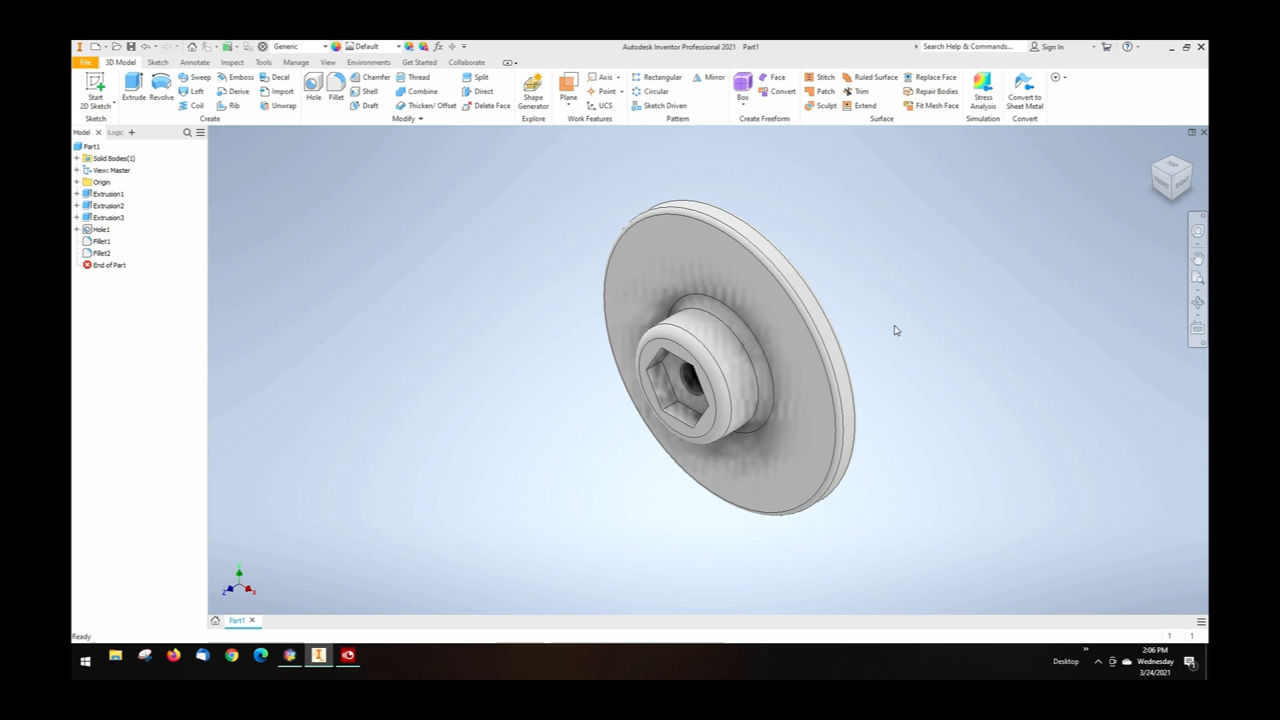 Generic
Default
fx
Autodesk Inventor Professional 2021 Part1
Search Help & Commands...
Sign In
File 3D Model Sketch Annotate Inspect Tools Manage View Environments Get Started Collaborate
Start
2D Sketch
Extrude
Revolve
Sweep
Loft
Coil
Emboss
Derive
Rib
Decal
Import
Unwrap
Hole
Fillet
Chamfer
Shell
Draft
Thread
Combine
Thicken/ Offset
Split
Direct
Delete Face
Shape
Generator
Plane
Axis
Point
UCS
Rectangular
Circular
Sketch Driven
Mirror
Box
Face
Convert
Stitch
Patch
Sculpt
Ruled Surface
Trim
Extend
Replace Face
Repair Bodies
Fit Mesh Face
Stress
Analysis
Convert to
Sheet Metal
Sketch Create Modify Explore Work Features Pattern Create Freeform Surface Simulation Convert
Model Logic
Part1
Solid Bodies(1)
View: Master
Origin
Extrusion1
Extrusion2
Extrusion3
Hole1
Fillet1
Fillet2
End of Part
TOP
FRONT
RIGHT
Y
Z
X
Part1
Ready
1 1
Desktop
2:06 PM
Wednesday
3/24/2021